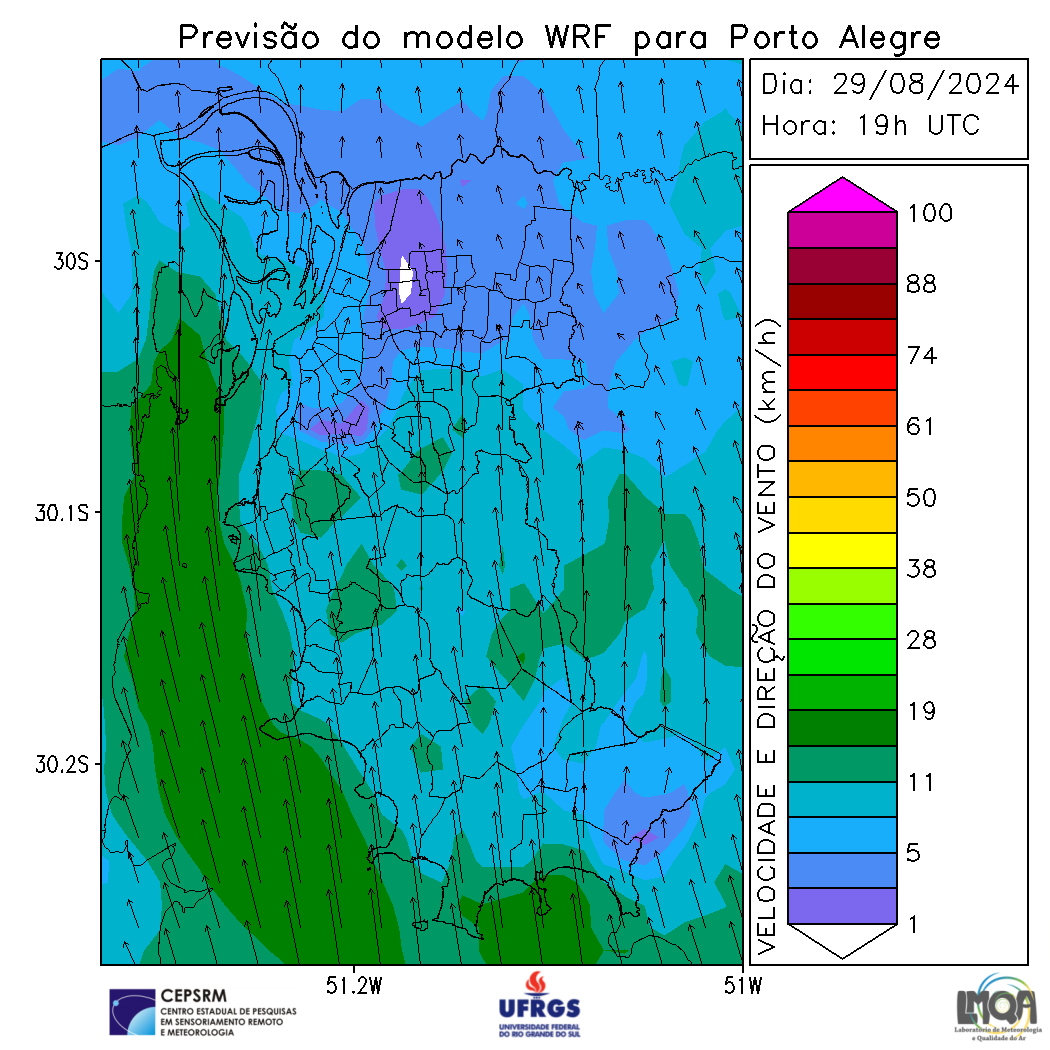 Previsão do modelo WRF para Porto Alegre
Dia: 29/08/2024
Hora: 19h UTC
30S
30.1S
30.2S
51.2W
51W
VELOCIDADE E DIREÇÃO DO VENTO (km/h)
100
88
74
61
50
38
28
19
11
5
1
CEPSRM
CENTRO ESTADUAL DE PESQUISAS
EM SENSORIAMENTO REMOTO
E METEOROLOGIA
UFRGS
UNIVERSIDADE FEDERAL
DO RIO GRANDE DO SUL
LMQA
Laboratório de Meteorologia
e Qualidade do Ar